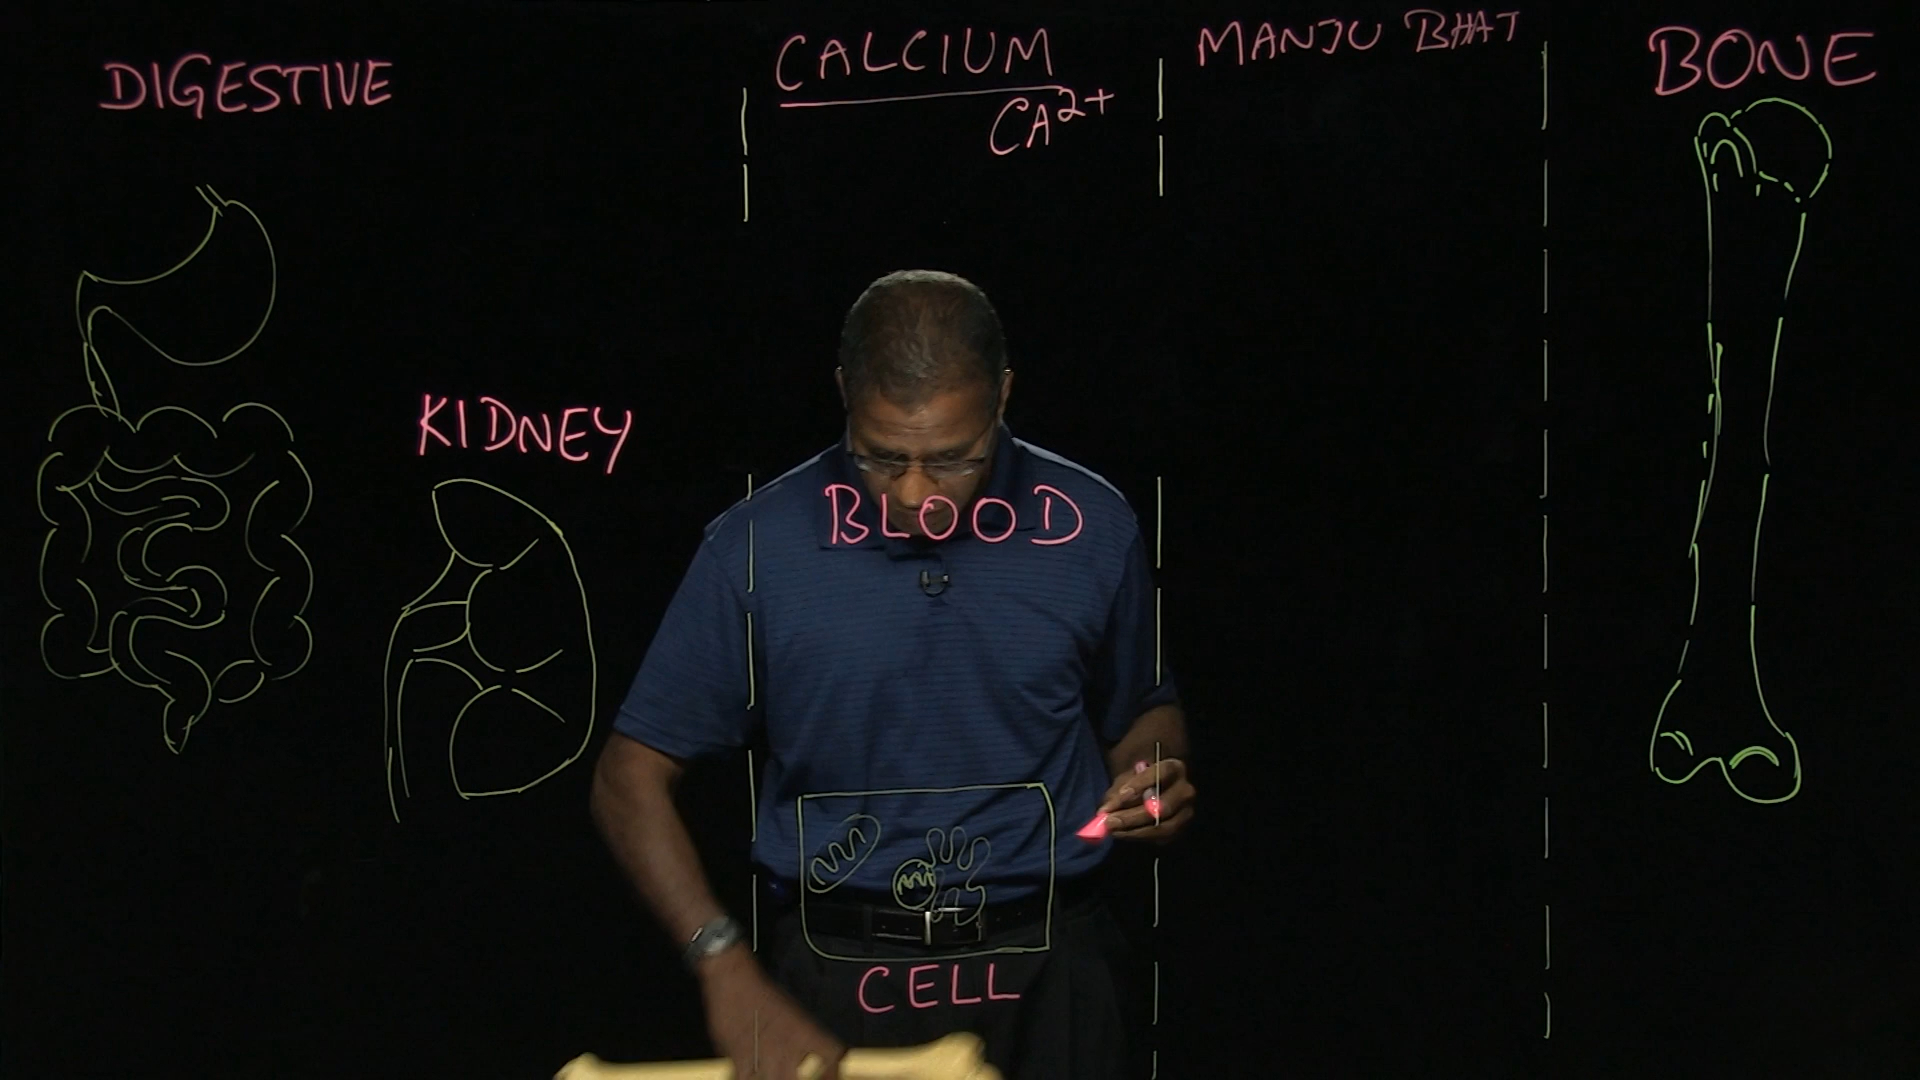 DIGESTIVE
CALCIUM
CA2+
MANJU BHAT
BONE
KIDNEY
BLOOD
CELL